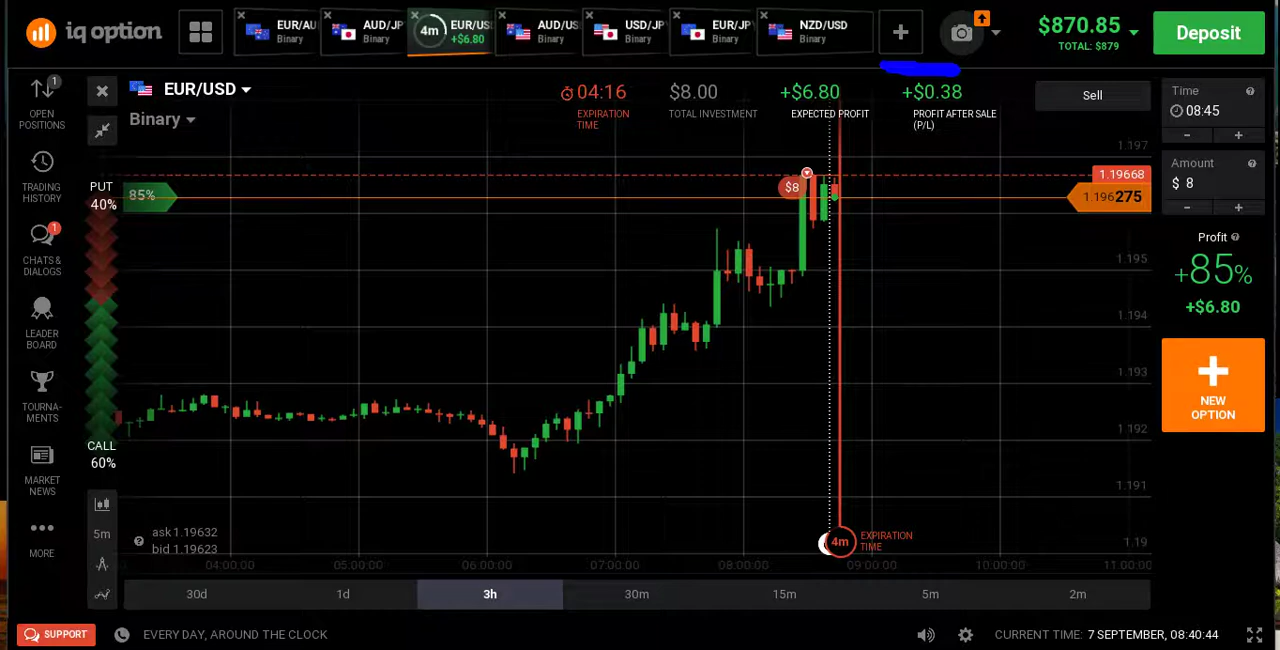 iq option
EUR/AU
Binary
AUD/JP
Binary
4m
EUR/US
+$6.80
AUD/US
Binary
USD/JP
Binary
EUR/JP
Binary
NZD/USD
Binary
$870.85
TOTAL: $879
Deposit
OPEN
POSITIONS
1
TRADING
HISTORY
CHATS &
DIALOGS
1
LEADER
BOARD
TOURNA-
MENTS
MARKET
NEWS
MORE
EUR/USD
Binary
04:16
EXPIRATION
TIME
$8.00
TOTAL INVESTMENT
+$6.80
EXPECTED PROFIT
+$0.38
PROFIT AFTER SALE
(P/L)
Sell
PUT
40%
85%
$8
1.197
1.19668
1.196275
1.195
1.194
1.193
1.192
1.191
1.19
CALL
60%
5m
ask 1.19632
bid 1.19623
4m
EXPIRATION
TIME
04:00:00
05:00:00
06:00:00
07:00:00
08:00:00
09:00:00
10:00:00
11:00:00
30d
1d
3h
30m
15m
5m
2m
Time
08:45
-
+
Amount
$ 8
-
+
Profit
+85%
+$6.80
NEW
OPTION
SUPPORT
EVERY DAY, AROUND THE CLOCK
CURRENT TIME: 7 SEPTEMBER, 08:40:44